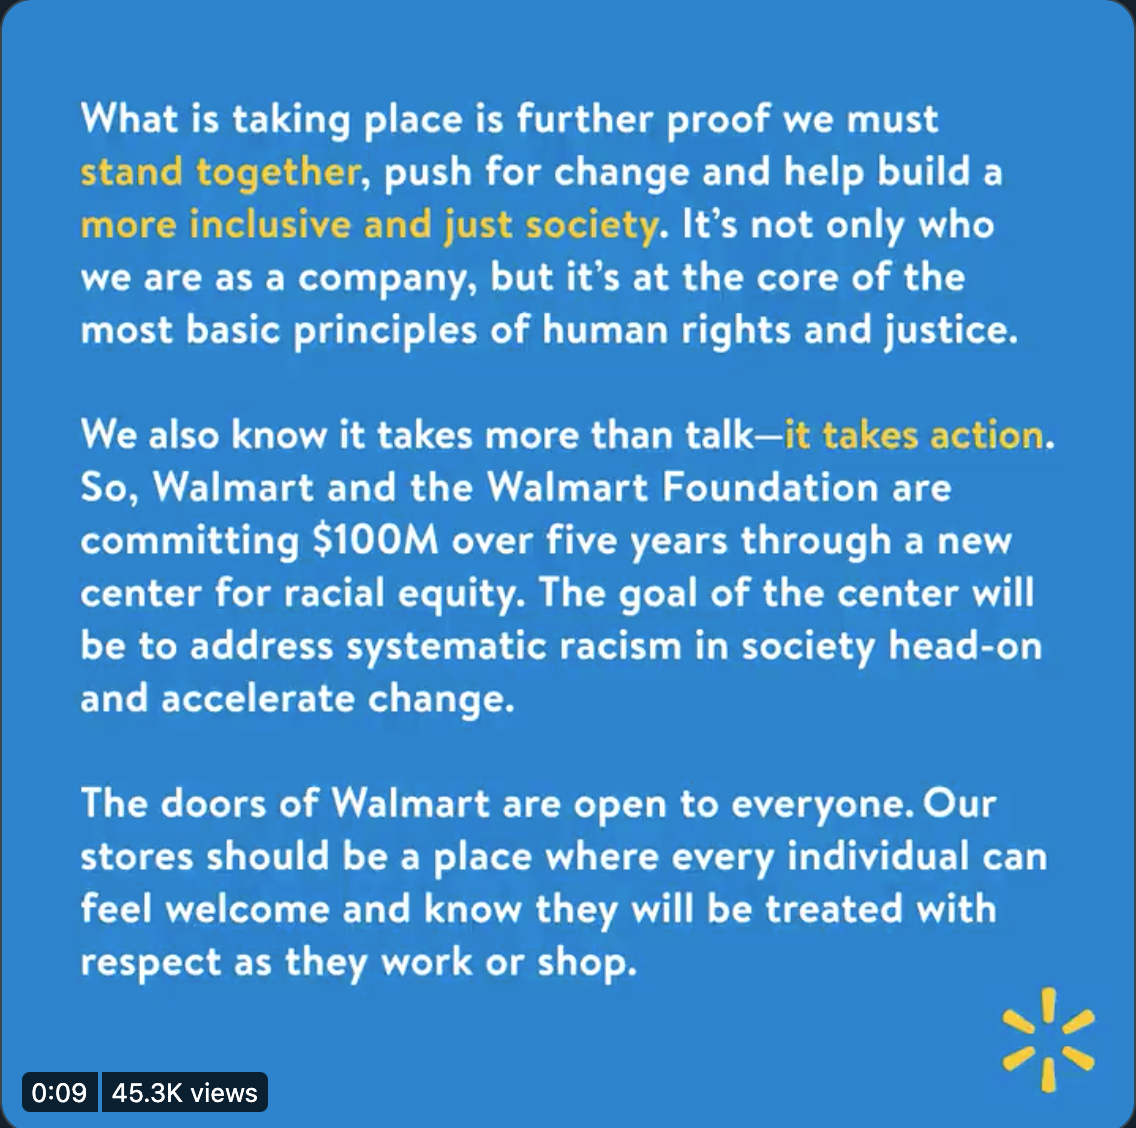 What is taking place is further proof we must
stand together, push for change and help build a
more inclusive and just society. It’s not only who
we are as a company, but it’s at the core of the
most basic principles of human rights and justice.
We also know it takes more than talk—it takes action.
So, Walmart and the Walmart Foundation are
committing $100M over five years through a new
center for racial equity. The goal of the center will
be to address systematic racism in society head-on
and accelerate change.
The doors of Walmart are open to everyone. Our
stores should be a place where every individual can
feel welcome and know they will be treated with
respect as they work or shop.
0:09 45.3K views